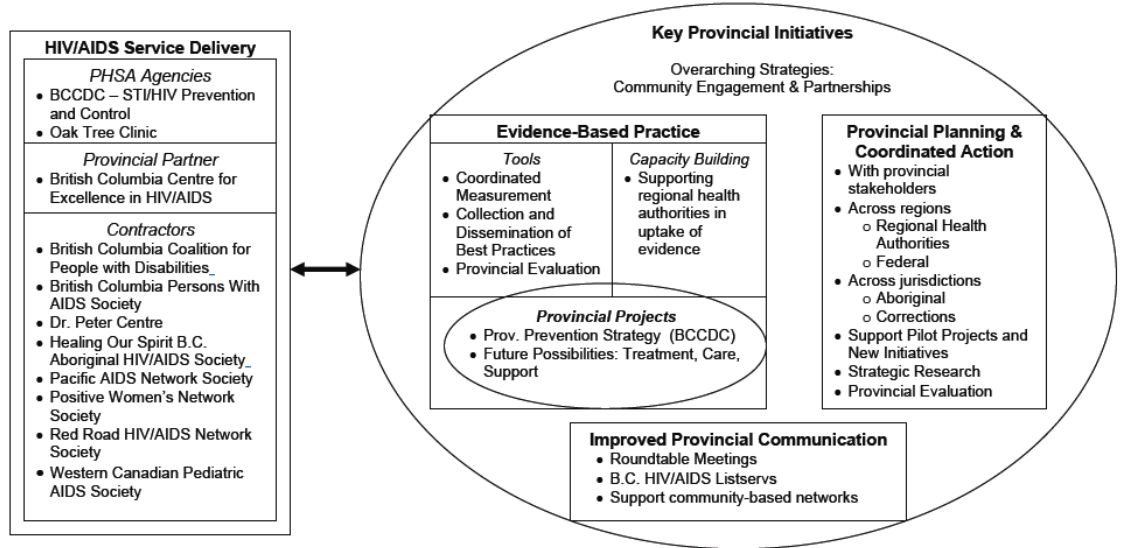 HIV/AIDS Service Delivery
PHSA Agencies
• BCCDC – STI/HIV Prevention
and Control
• Oak Tree Clinic
Provincial Partner
• British Columbia Centre for
Excellence in HIV/AIDS
Contractors
• British Columbia Coalition for
People with Disabilities
• British Columbia Persons With
AIDS Society
• Dr. Peter Centre
• Healing Our Spirit B.C.
Aboriginal HIV/AIDS Society
• Pacific AIDS Network Society
• Positive Women's Network
Society
• Red Road HIV/AIDS Network
Society
• Western Canadian Pediatric
AIDS Society
Key Provincial Initiatives
Overarching Strategies:
Community Engagement & Partnerships
Evidence-Based Practice
Tools
• Coordinated
Measurement
• Collection and
Dissemination of
Best Practices
• Provincial Evaluation
Capacity Building
• Supporting
regional health
authorities in
uptake of
evidence
Provincial Projects
• Prov. Prevention Strategy (BCCDC)
• Future Possibilities: Treatment, Care,
Support
Provincial Planning &
Coordinated Action
• With provincial
stakeholders
• Across regions
o Regional Health
Authorities
o Federal
• Across jurisdictions
o Aboriginal
o Corrections
• Support Pilot Projects and
New Initiatives
• Strategic Research
• Provincial Evaluation
Improved Provincial Communication
• Roundtable Meetings
• B.C. HIV/AIDS Listservs
• Support community-based networks